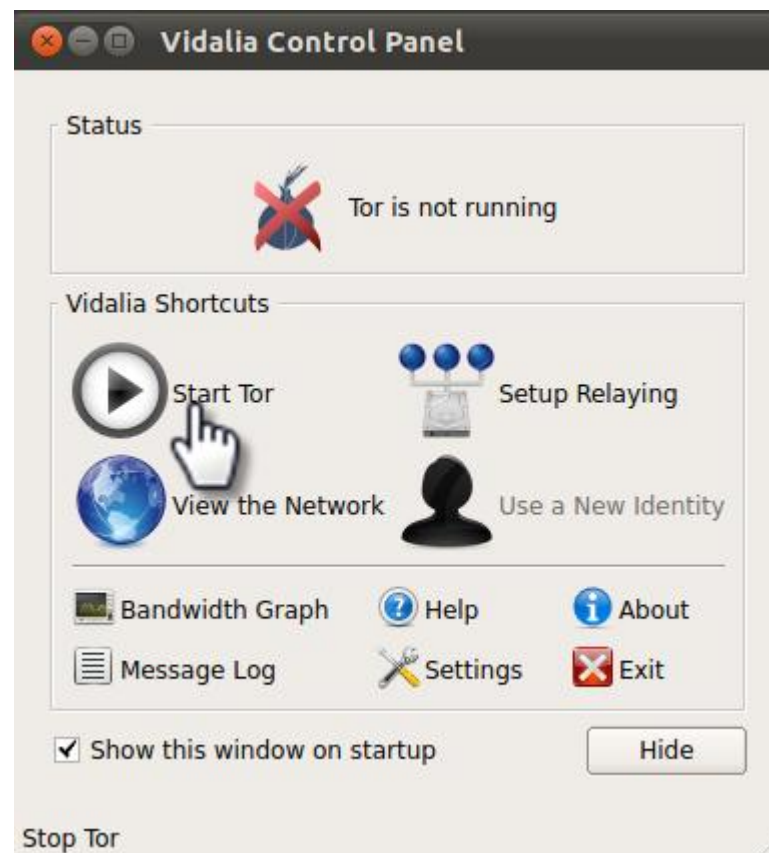 Vidalia Control Panel
Status
Tor is not running
Vidalia Shortcuts
Start Tor
Setup Relaying
View the Network
Use a New Identity
Bandwidth Graph
Help
About
Message Log
Settings
Exit
Show this window on startup
Hide
Stop Tor